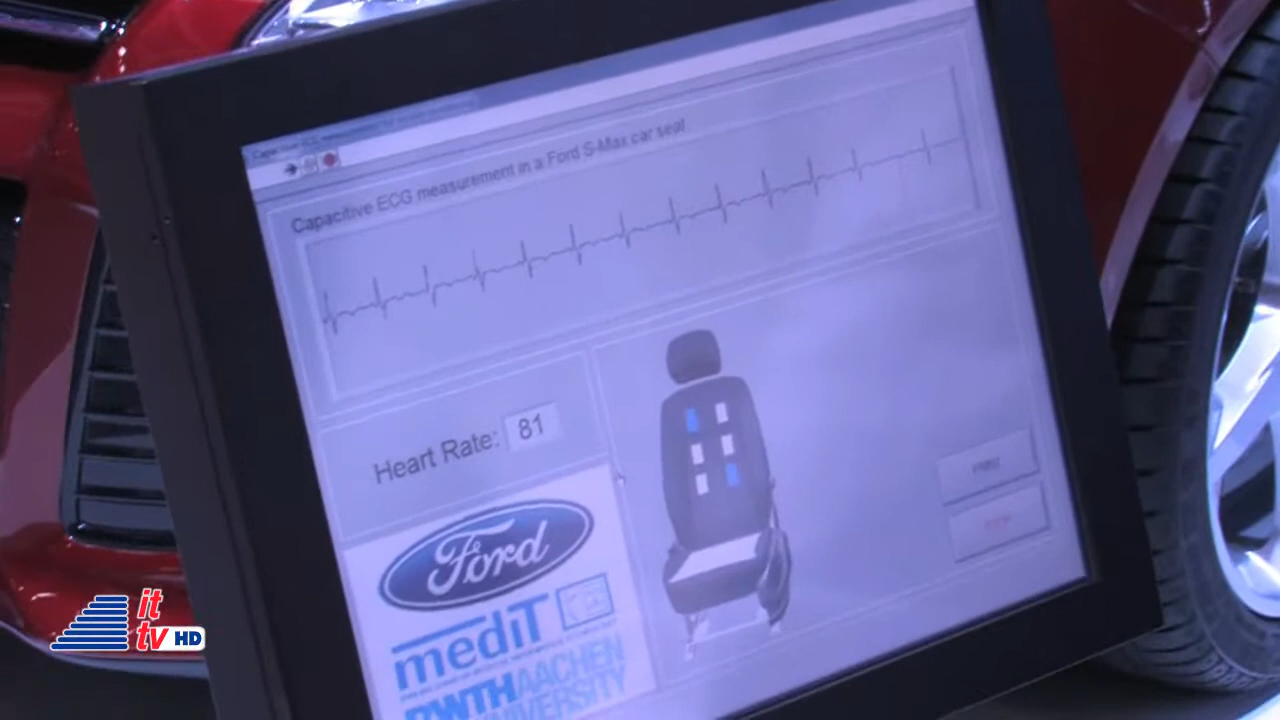 Capacitive ECG measurement in a Ford S-Max car seat
Heart Rate: 81
Ford
mediT
RWTH AACHEN
UNIVERSITY
it
tv HD